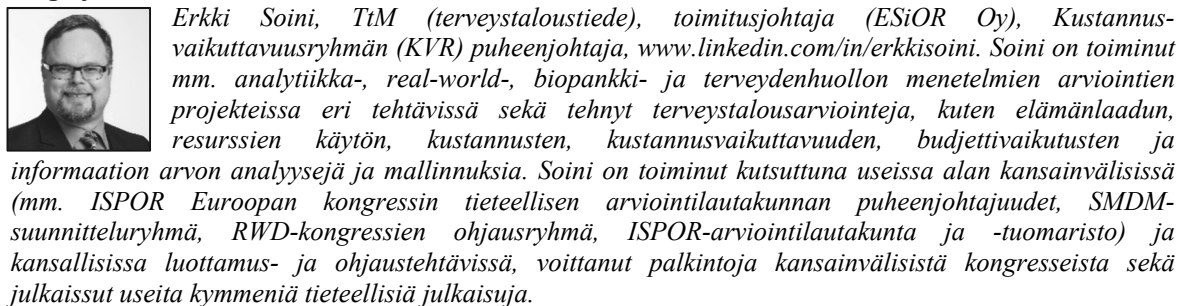 Erkki Soini, TtM (terveystaloustiede), toimitusjohtaja (ESiOR Oy), Kustannus-
vaikuttavuusryhmän (KVR) puheenjohtaja, www.linkedin.com/in/erkkisoini. Soini on toiminut
mm. analytiikka-, real-world-, biopankki- ja terveydenhuollon menetelmien arviointien
projekteissa eri tehtävissä sekä tehnyt terveystalousarviointeja, kuten elämänlaadun,
resurssien käytön, kustannusten, kustannusvaikuttavuuden, budjettivaikutusten ja
informaation arvon analyysejä ja mallinnuksia. Soini on toiminut kutsuttuna useissa alan kansainvälisissä
(mm. ISPOR Euroopan kongressin tieteellisen arviointilautakunnan puheenjohtajuudet, SMDM-
suunnitteluryhmä, RWD-kongressien ohjausryhmä, ISPOR-arviointilautakunta ja -tuomaristo) ja
kansallisissa luottamus- ja ohjaustehtävissä, voittanut palkintoja kansainvälisistä kongresseista sekä
julkaissut useita kymmeniä tieteellisiä julkaisuja.